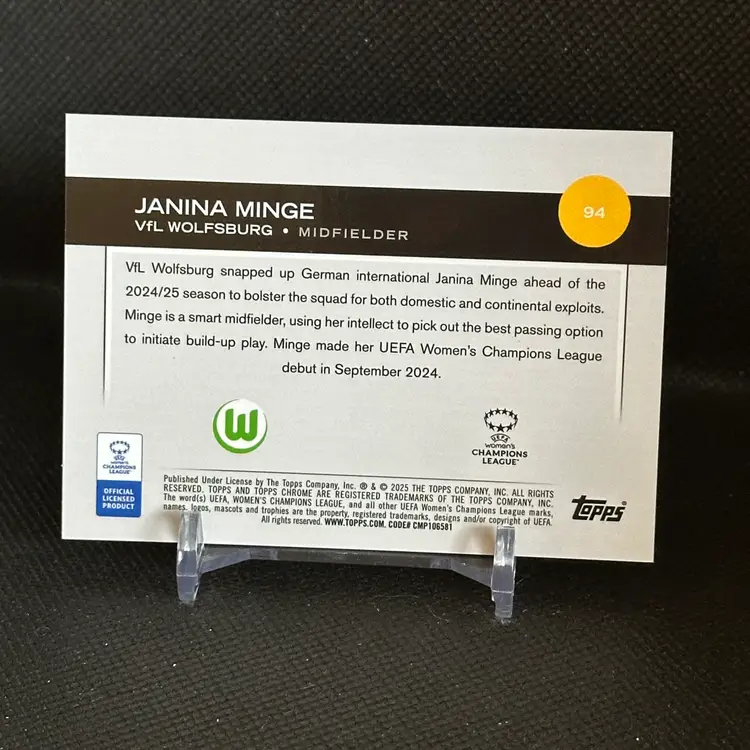 JANINA MINGE
94
VfL WOLFSBURG • MIDFIELDER
VfL Wolfsburg snapped up German international Janina Minge ahead of the
2024/25 season to bolster the squad for both domestic and continental exploits.
Minge is a smart midfielder, using her intellect to pick out the best passing option
to initiate build-up play. Minge made her UEFA Women's Champions League
debut in September 2024.
W
UEFA
women's
CHAMPIONS
LEAGUE™
UEFA
women's
CHAMPIONS
LEAGUE™
OFFICIAL
LICENSED
PRODUCT
Published Under License by The Topps Company, Inc. ® & © 2025 THE TOPPS COMPANY, INC. ALL RIGHTS
RESERVED. TOPPS AND TOPPS CHROME ARE REGISTERED TRADEMARKS OF THE TOPPS COMPANY, INC.
The word(s) UEFA, WOMEN'S CHAMPIONS LEAGUE, and all other UEFA Women's Champions League marks,
names, logos, mascots and trophies are the property, registered trademarks, designs and/or copyright of UEFA.
All rights reserved. WWW.TOPPS.COM. CODE# CMP106581
Topps®